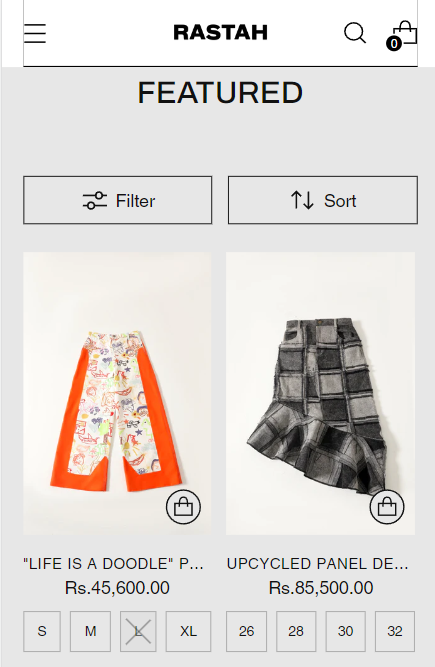 RASTAH
0
FEATURED
Filter
Sort
"LIFE IS A DOODLE" P...
UPCYCLED PANEL DE...
Rs.45,600.00
Rs.85,500.00
S M L XL 26 28 30 32